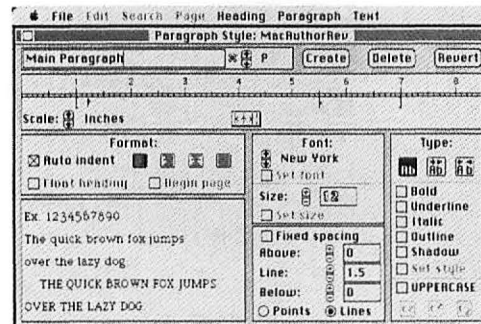 File Edit Search Page Heading Paragraph Text
Paragraph Style: MacAuthorRev.
Main Paragraph ⌘ P Create Delete Revert
1 2 3 4 5 6 7 8
Scale: Inches
Format:
Auto indent
Float heading Begin page
Ex. 1234567890
The quick brown fox jumps
over the lazy dog.
THE QUICK BROWN FOX JUMPS
OVER THE LAZY DOG
Font:
New York
Set font
Size: 12
Set size
Fixed spacing
Above: 0
Line: 1.5
Below: 0
Points Lines
Type:
Ab Ab Ab
Bold
Underline
Italic
Outline
Shadow
Set style
UPPERCASE